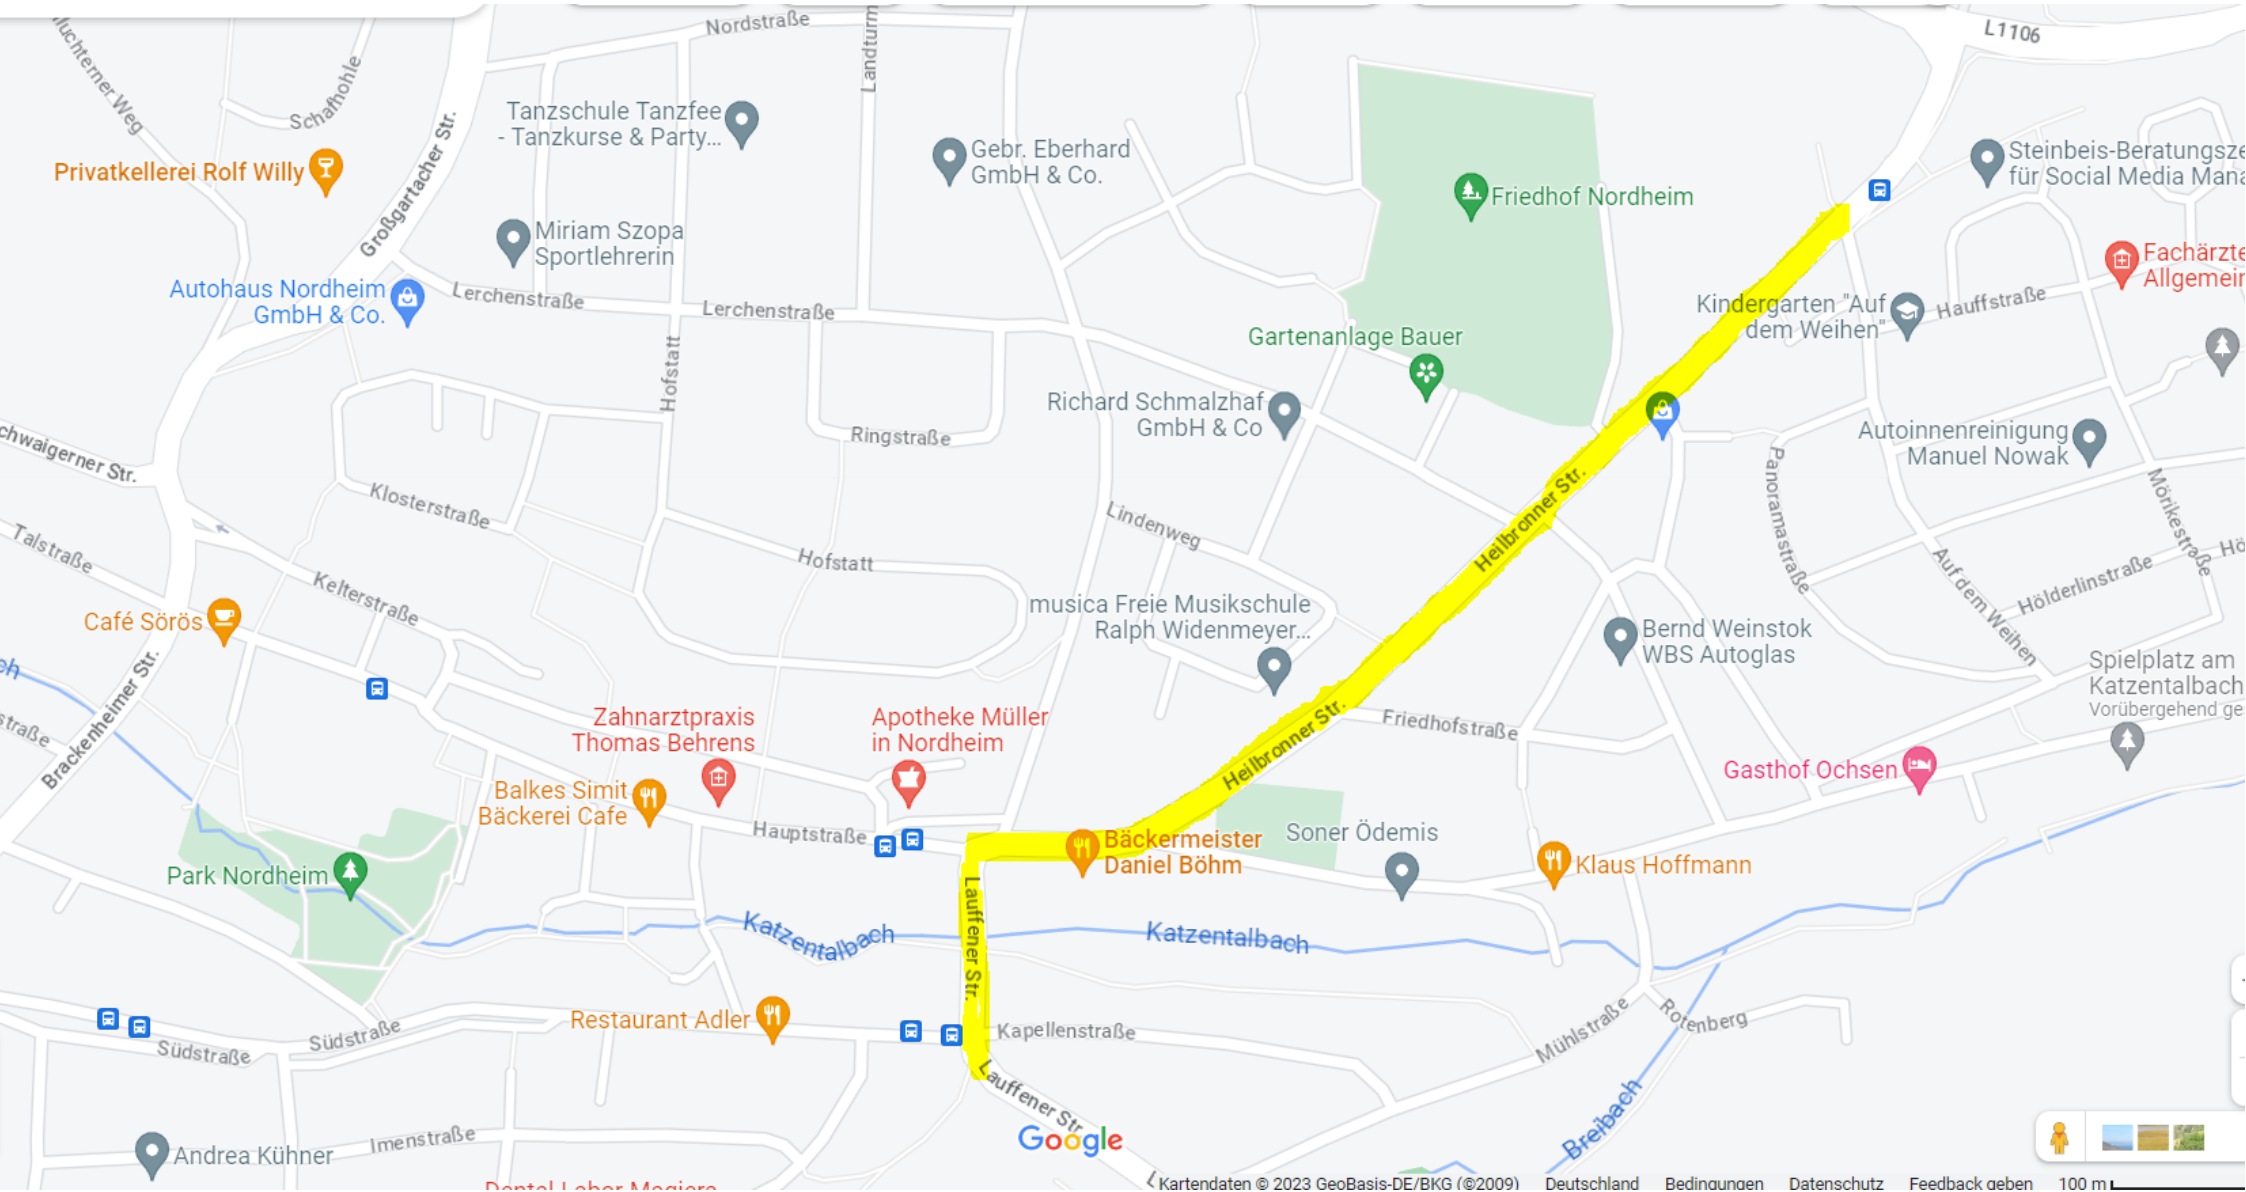 Nordstraße
L1106
Landturm
Schafhohle
Großgartacher Str.
Tanzschule Tanzfee
- Tanzkurse & Party...
Gebr. Eberhard
GmbH & Co.
Privatkellerei Rolf Willy
Friedhof Nordheim
Steinbeis-Beratungsze
für Social Media Mana
Miriam Szopa
Sportlehrerin
Fachärzte
Allgemein
Autohaus Nordheim
GmbH & Co.
Lerchenstraße
Lerchenstraße
Kindergarten "Auf
dem Weihen"
Hauffstraße
Gartenanlage Bauer
Hofstatt
Richard Schmalzhaf
GmbH & Co
Ringstraße
Autoinnenreinigung
Manuel Nowak
chwaigerner Str.
Klosterstraße
Lindenweg
Heilbronner Str.
Panoramastraße
Mörikestraße
Talstraße
Hofstatt
Kelterstraße
Auf dem Weihen
Hölderlinstraße
Hö
Café Sörös
musica Freie Musikschule
Ralph Widenmeyer...
Bernd Weinstok
WBS Autoglas
Spielplatz am
Katzentalbach
Vorübergehend ge
Brackenheimer Str.
straße
Zahnarztpraxis
Thomas Behrens
Apotheke Müller
in Nordheim
Heilbronner Str.
Friedhofstraße
Gasthof Ochsen
Balkes Simit
Bäckerei Cafe
Hauptstraße
Bäckermeister
Daniel Böhm
Soner Ödemis
Klaus Hoffmann
Park Nordheim
Lauffener Str.
Katzentalbach
Katzentalbach
Restaurant Adler
Kapellenstraße
Südstraße
Südstraße
Mühlstraße
Rotenberg
Lauffener Str.
Breibach
Imenstraße
Andrea Kühner
Google
Kartendaten © 2023 GeoBasis-DE/BKG (©2009) Deutschland Bedingungen Datenschutz Feedback geben 100 m